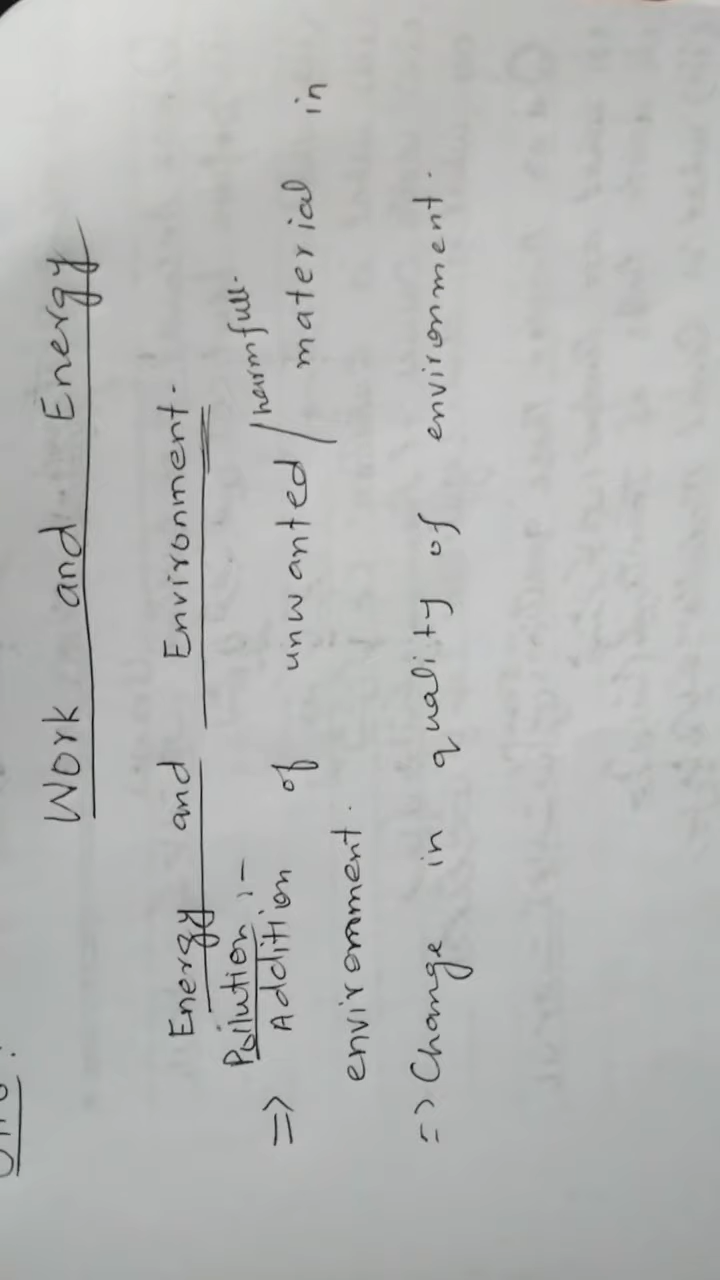 Work and Energy
Energy and Environment.
Pollution :-
=> Addition of unwanted /harmfull. material in
environment.
=> Change in quality of environment.